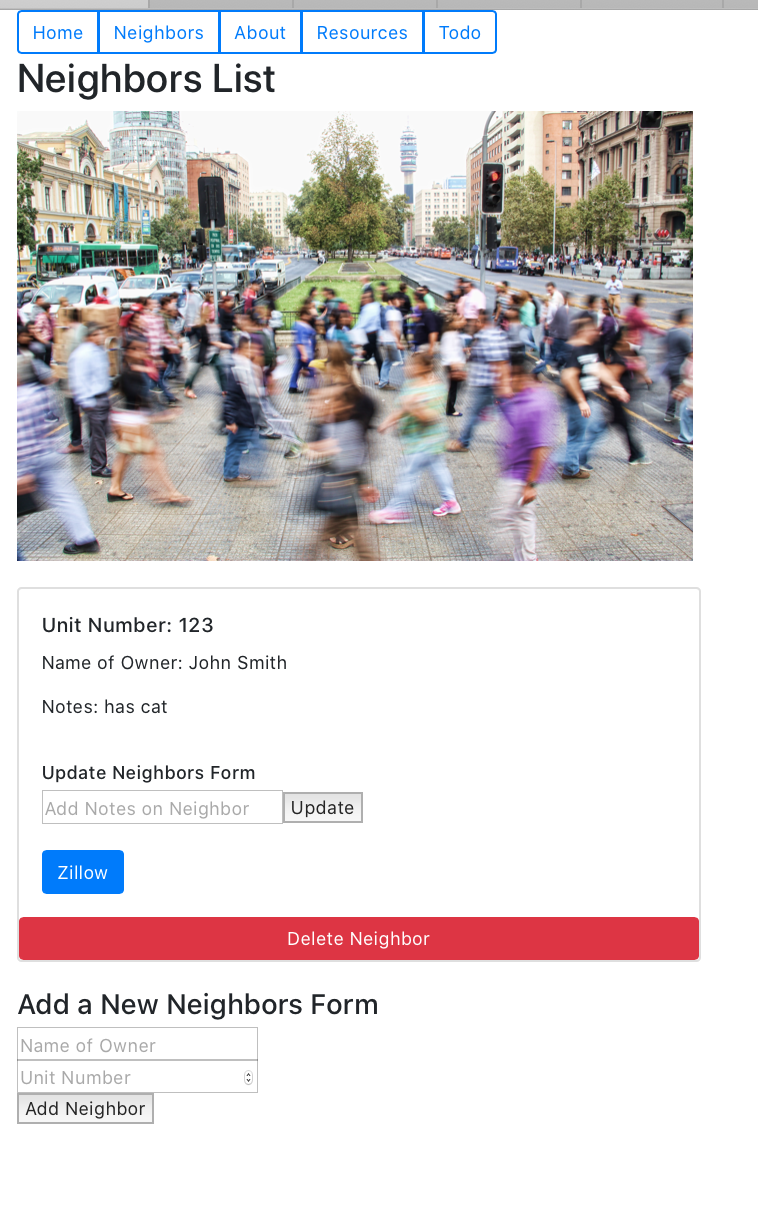 Home Neighbors About Resources Todo
Neighbors List
Unit Number: 123
Name of Owner: John Smith
Notes: has cat
Update Neighbors Form
Add Notes on Neighbor Update
Zillow
Delete Neighbor
Add a New Neighbors Form
Name of Owner
Unit Number
Add Neighbor